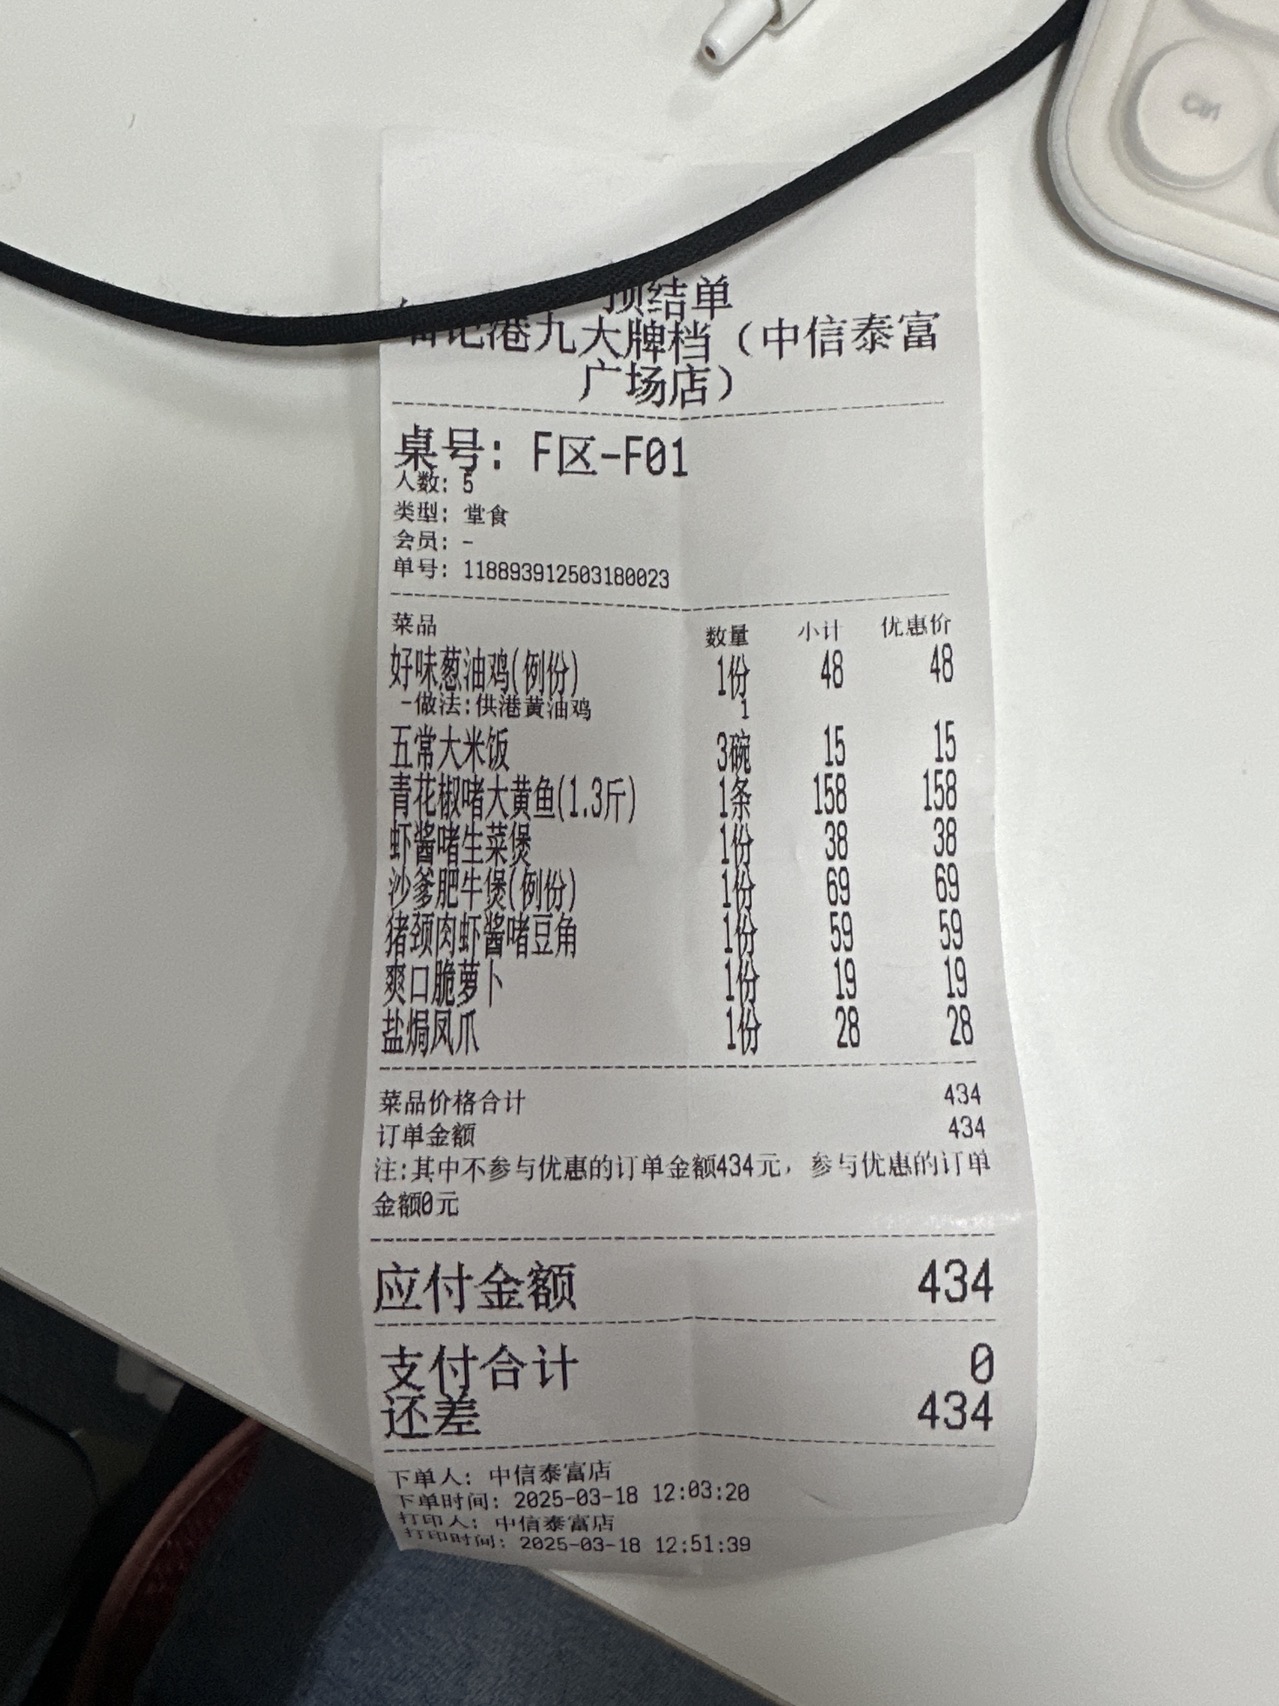 Ctrl
预结单
记港九大牌档（中信泰富
广场店）
桌号: F区-F01
人数: 5
类型: 堂食
会员: -
单号: 118893912503180023
菜品 数量 小计 优惠价
好味葱油鸡(例份) 1份 48 48
-做法:供港黄油鸡 1
五常大米饭 3碗 15 15
青花椒啫大黄鱼(1.3斤) 1条 158 158
虾酱啫生菜煲 1份 38 38
沙爹肥牛煲(例份) 1份 69 69
猪颈肉虾酱啫豆角 1份 59 59
爽口脆萝卜 1份 19 19
盐焗凤爪 1份 28 28
菜品价格合计 434
订单金额 434
注:其中不参与优惠的订单金额434元，参与优惠的订单
金额0元
应付金额 434
支付合计 0
还差 434
下单人: 中信泰富店
下单时间: 2025-03-18 12:03:20
打印人: 中信泰富店
打印时间: 2025-03-18 12:51:39